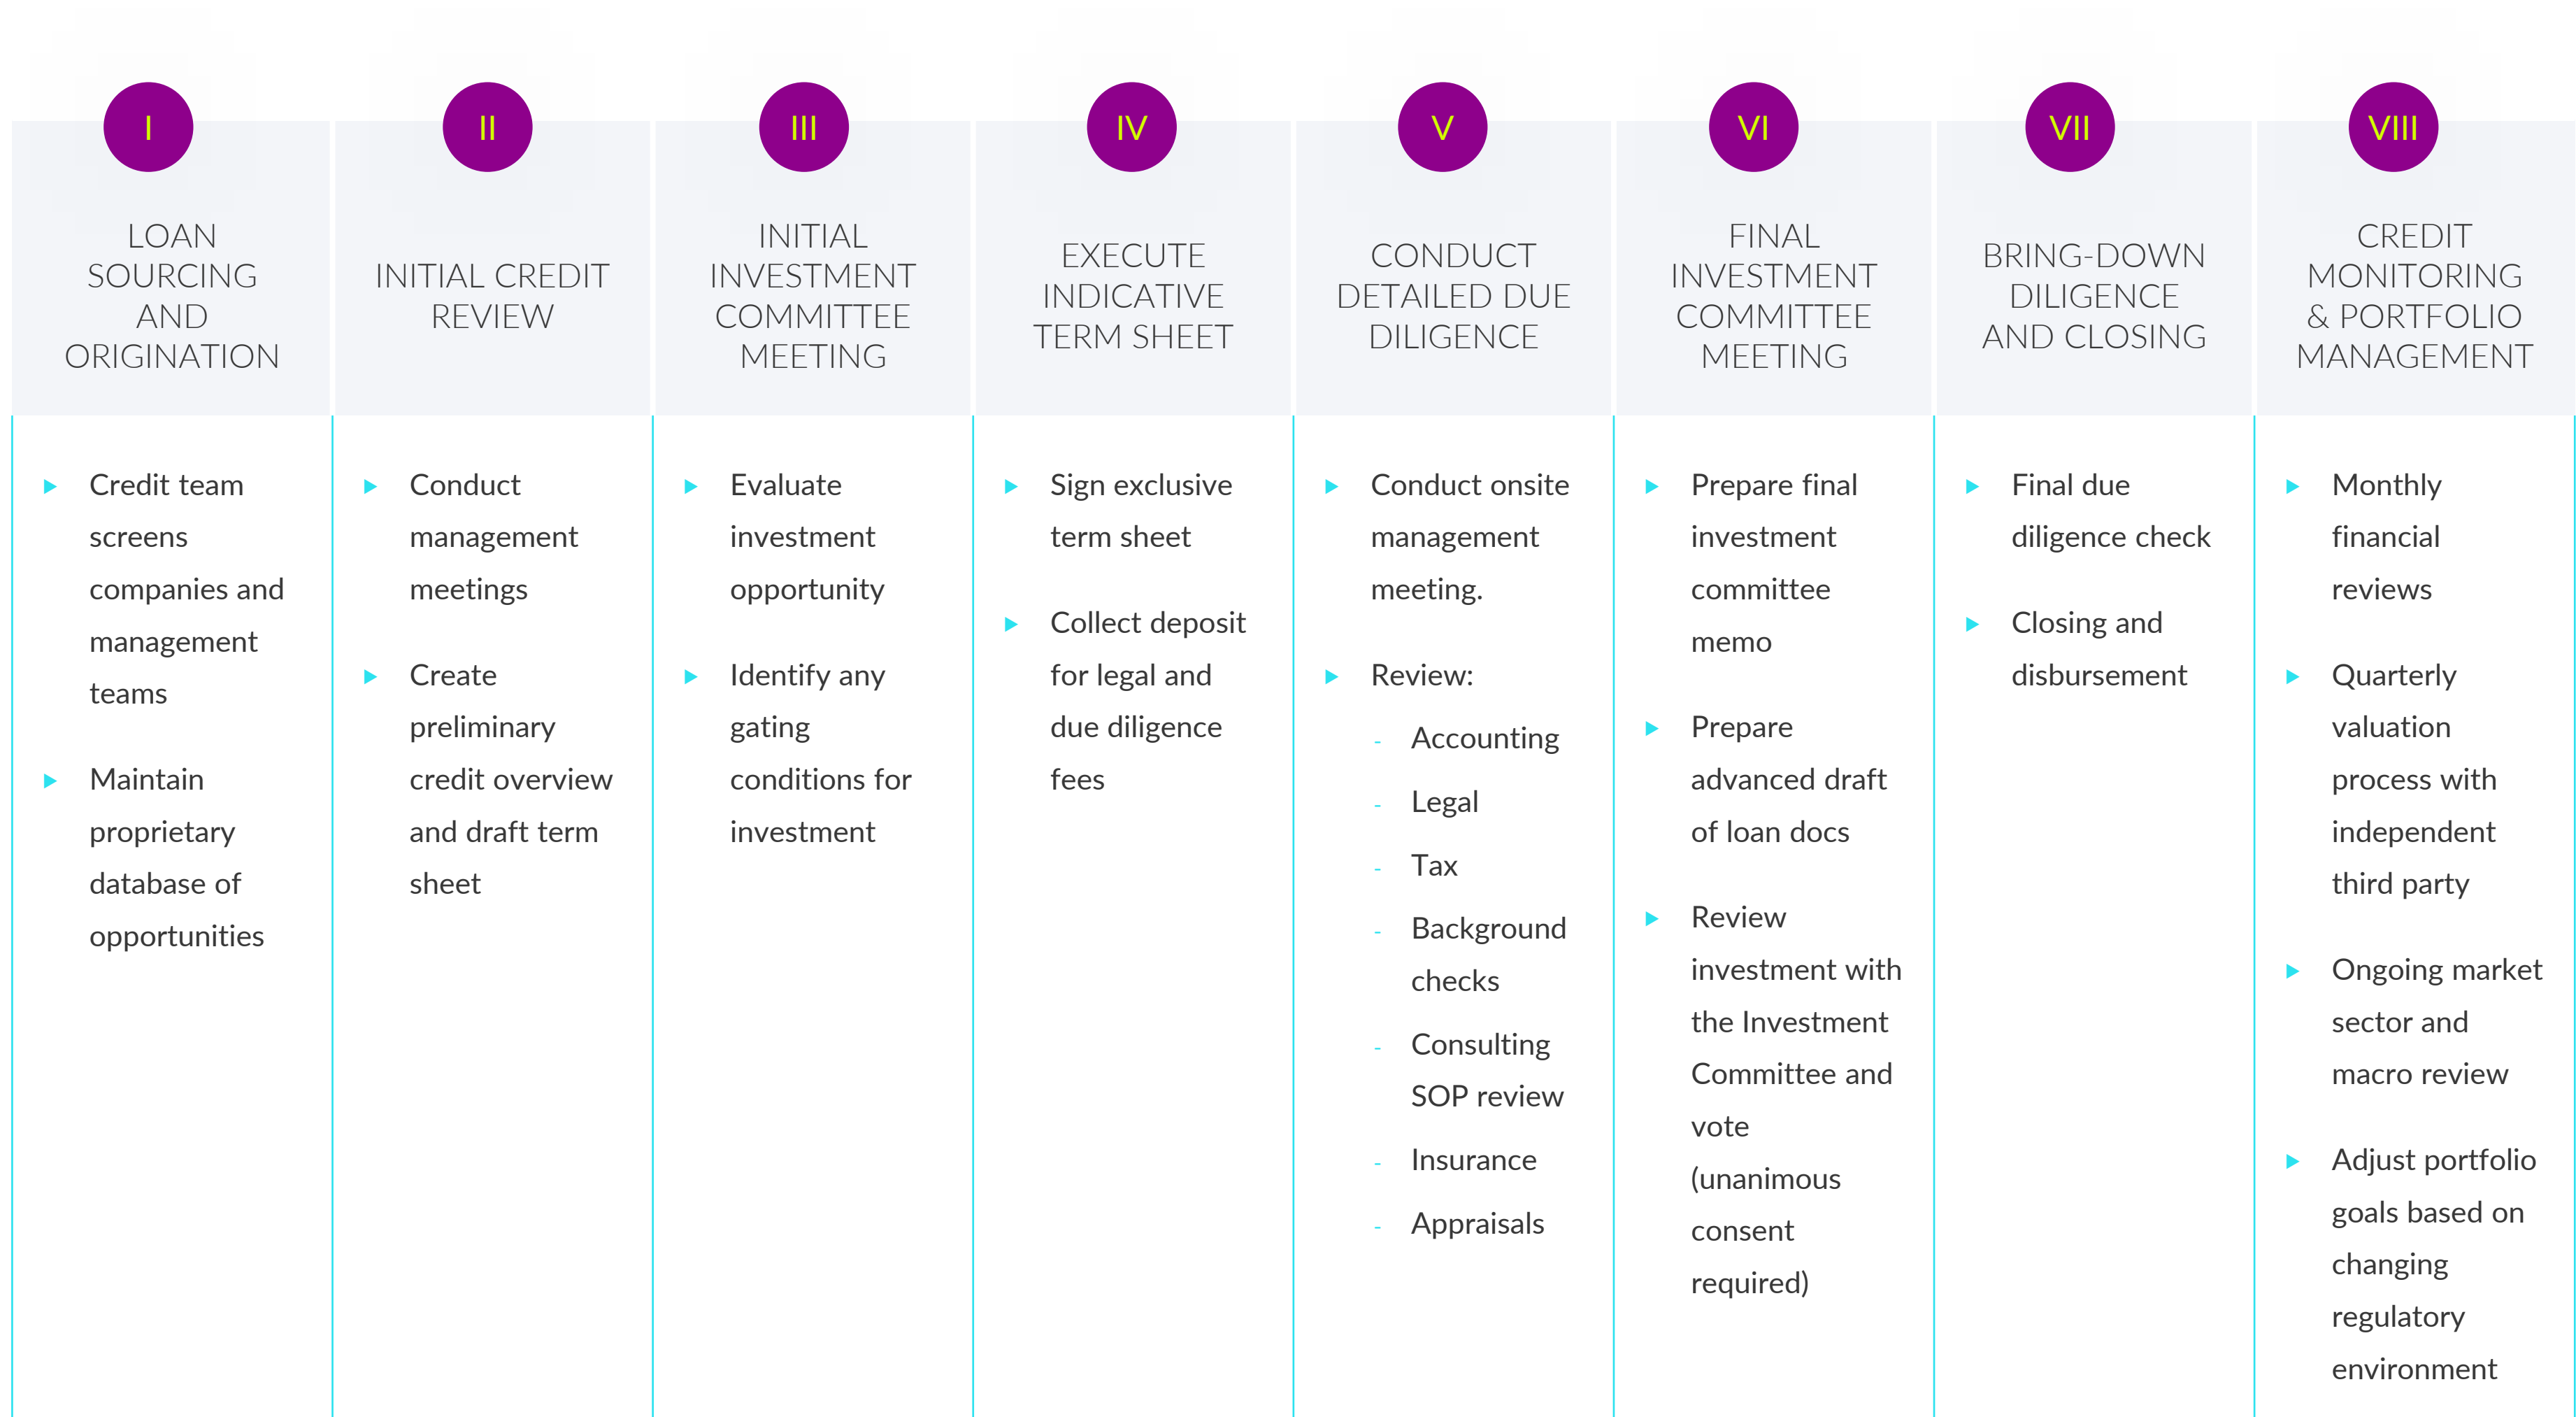 I
LOAN
SOURCING
AND
ORIGINATION
Credit team
screens
companies and
management
teams
Maintain
proprietary
database of
opportunities
II
INITIAL CREDIT
REVIEW
Conduct
management
meetings
Create
preliminary
credit overview
and draft term
sheet
III
INITIAL
INVESTMENT
COMMITTEE
MEETING
Evaluate
investment
opportunity
Identify any
gating
conditions for
investment
IV
EXECUTE
INDICATIVE
TERM SHEET
Sign exclusive
term sheet
Collect deposit
for legal and
due diligence
fees
V
CONDUCT
DETAILED DUE
DILIGENCE
Conduct onsite
management
meeting.
Review:
- Accounting
- Legal
- Tax
- Background
checks
- Consulting
SOP review
- Insurance
- Appraisals
VI
FINAL
INVESTMENT
COMMITTEE
MEETING
Prepare final
investment
committee
memo
Prepare
advanced draft
of loan docs
Review
investment with
the Investment
Committee and
vote
(unanimous
consent
required)
VII
BRING-DOWN
DILIGENCE
AND CLOSING
Final due
diligence check
Closing and
disbursement
VIII
CREDIT
MONITORING
& PORTFOLIO
MANAGEMENT
Monthly
financial
reviews
Quarterly
valuation
process with
independent
third party
Ongoing market
sector and
macro review
Adjust portfolio
goals based on
changing
regulatory
environment